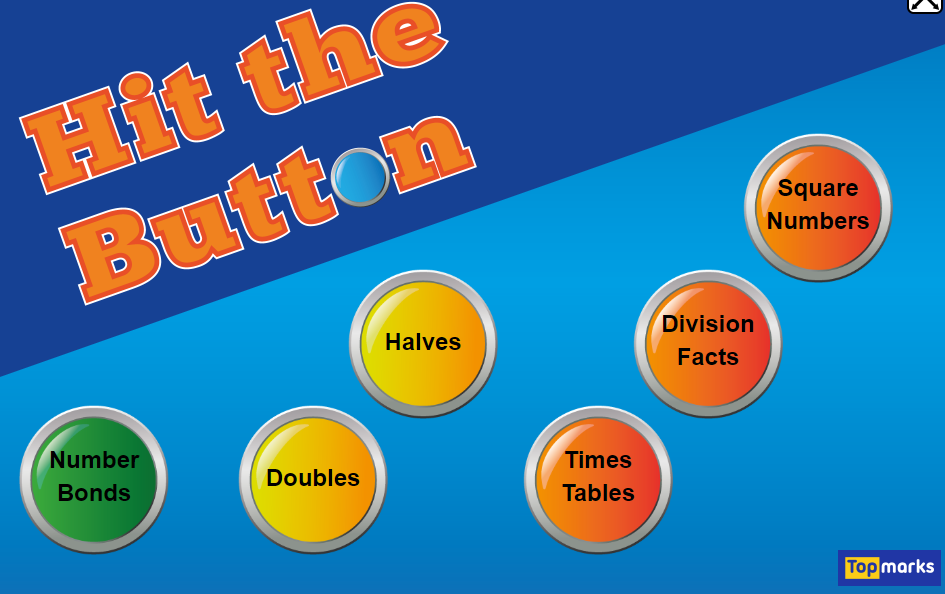 Hit the
Button
Square
Numbers
Halves
Division
Facts
Number
Bonds
Doubles
Times
Tables
Topmarks